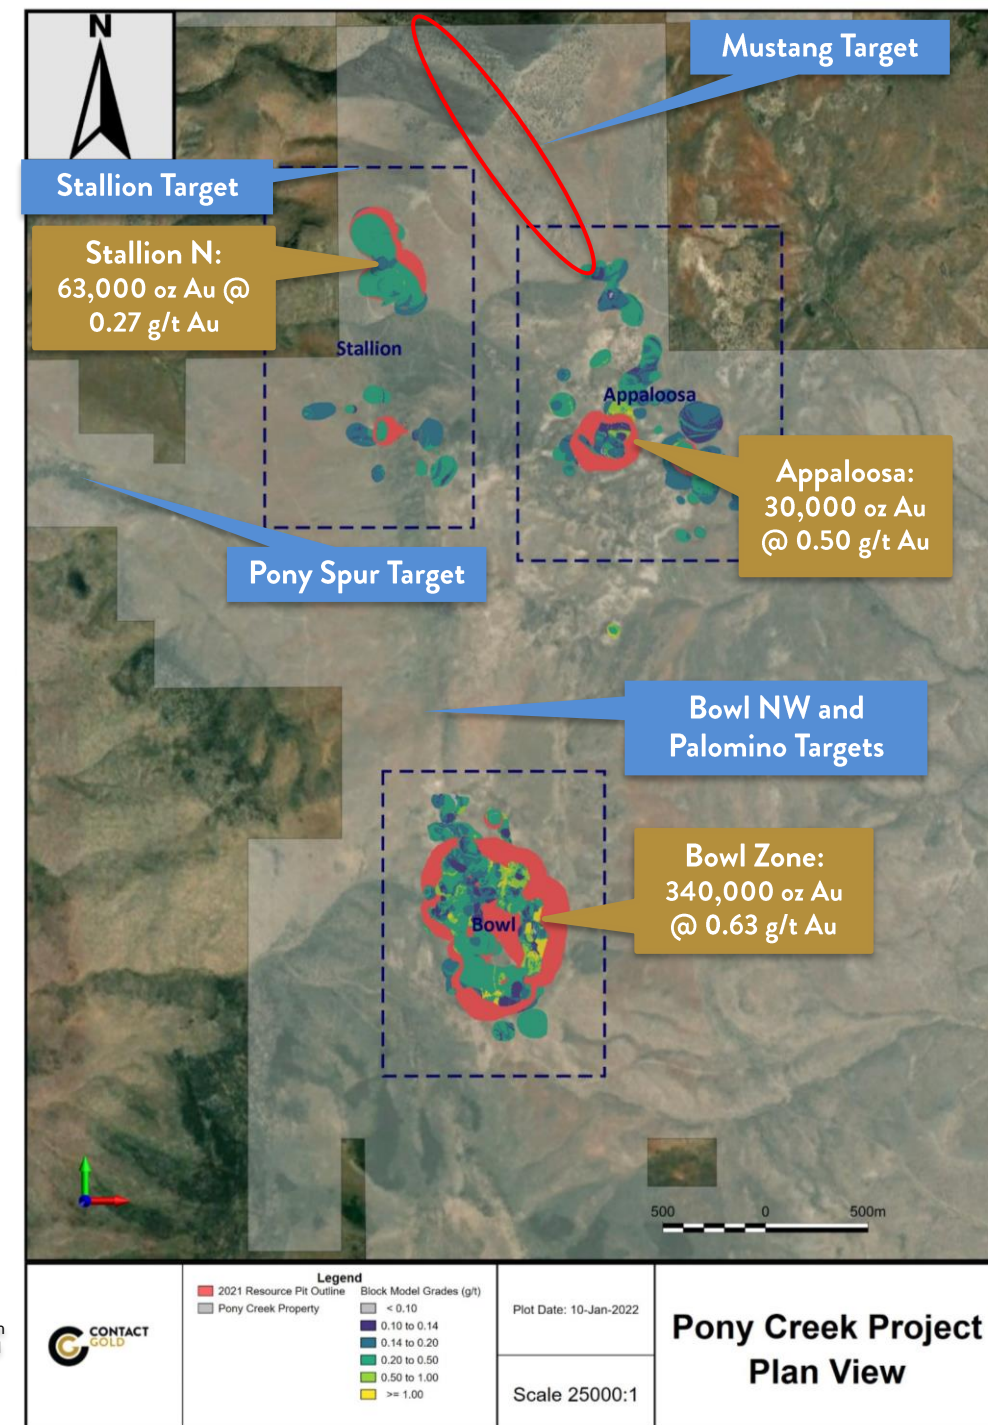 N
Mustang Target
Stallion Target
Stallion N:
63,000 oz Au @
0.27 g/t Au
Stallion
Appaloosa
Appaloosa:
30,000 oz Au
@ 0.50 g/t Au
Pony Spur Target
Bowl NW and
Palomino Targets
Bowl Zone:
340,000 oz Au
@ 0.63 g/t Au
Bowl
500 0 500m
CONTACT
GOLD
Legend
2021 Resource Pit Outline
Pony Creek Property
Block Model Grades (g/t)
< 0.10
0.10 to 0.14
0.14 to 0.20
0.20 to 0.50
0.50 to 1.00
>= 1.00
Plot Date: 10-Jan-2022
Scale 25000:1
Pony Creek Project
Plan View